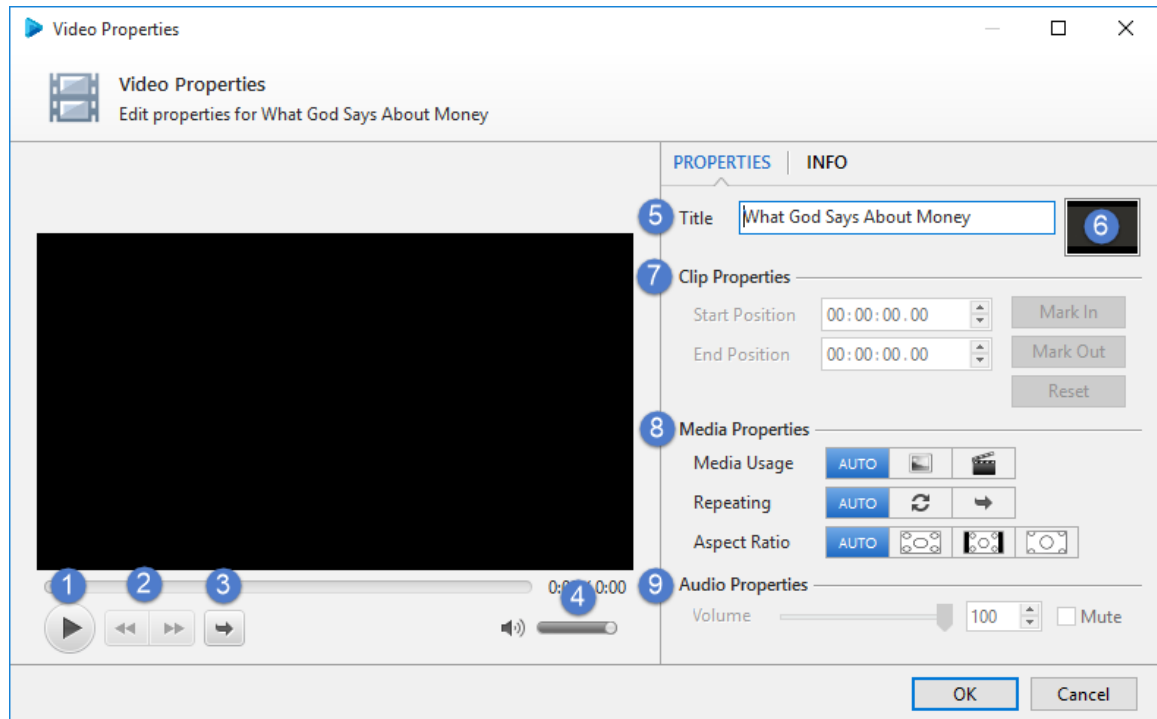 Video Properties
Video Properties
Edit properties for What God Says About Money
PROPERTIES | INFO
5 Title What God Says About Money 6
7 Clip Properties
Start Position 00:00:00.00 Mark In
End Position 00:00:00.00 Mark Out
Reset
8 Media Properties
Media Usage AUTO
Repeating AUTO
Aspect Ratio AUTO
1 2 3 0:00
4
9 Audio Properties
Volume 100 Mute
OK Cancel